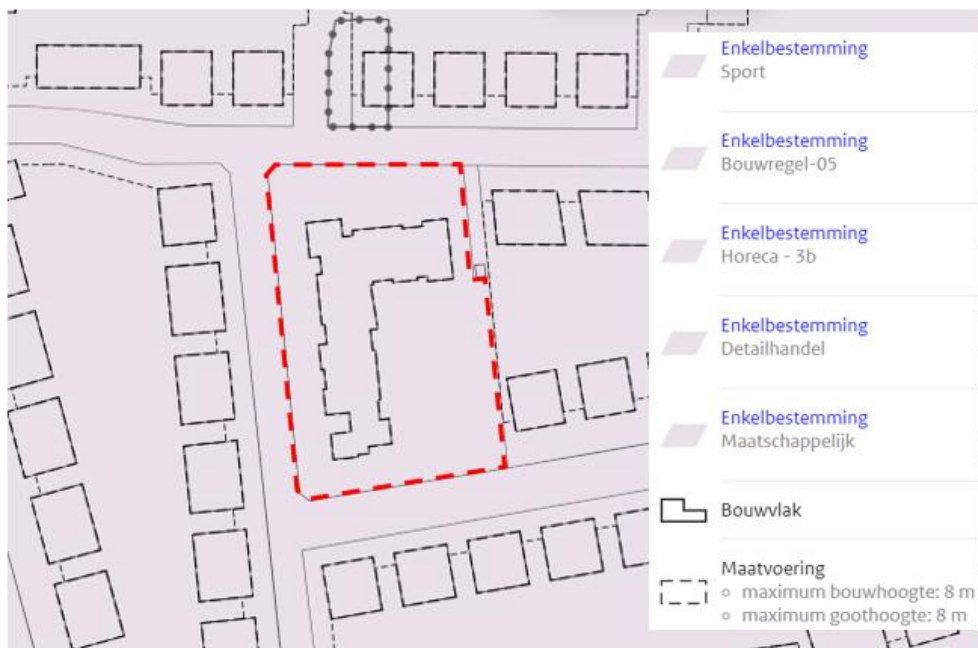 Enkelbestemming
Sport
Enkelbestemming
Bouwregel-05
Enkelbestemming
Horeca - 3b
Enkelbestemming
Detailhandel
Enkelbestemming
Maatschappelijk
Bouwvlak
Maatvoering
maximum bouwhoogte: 8 m
maximum goothoogte: 8 m